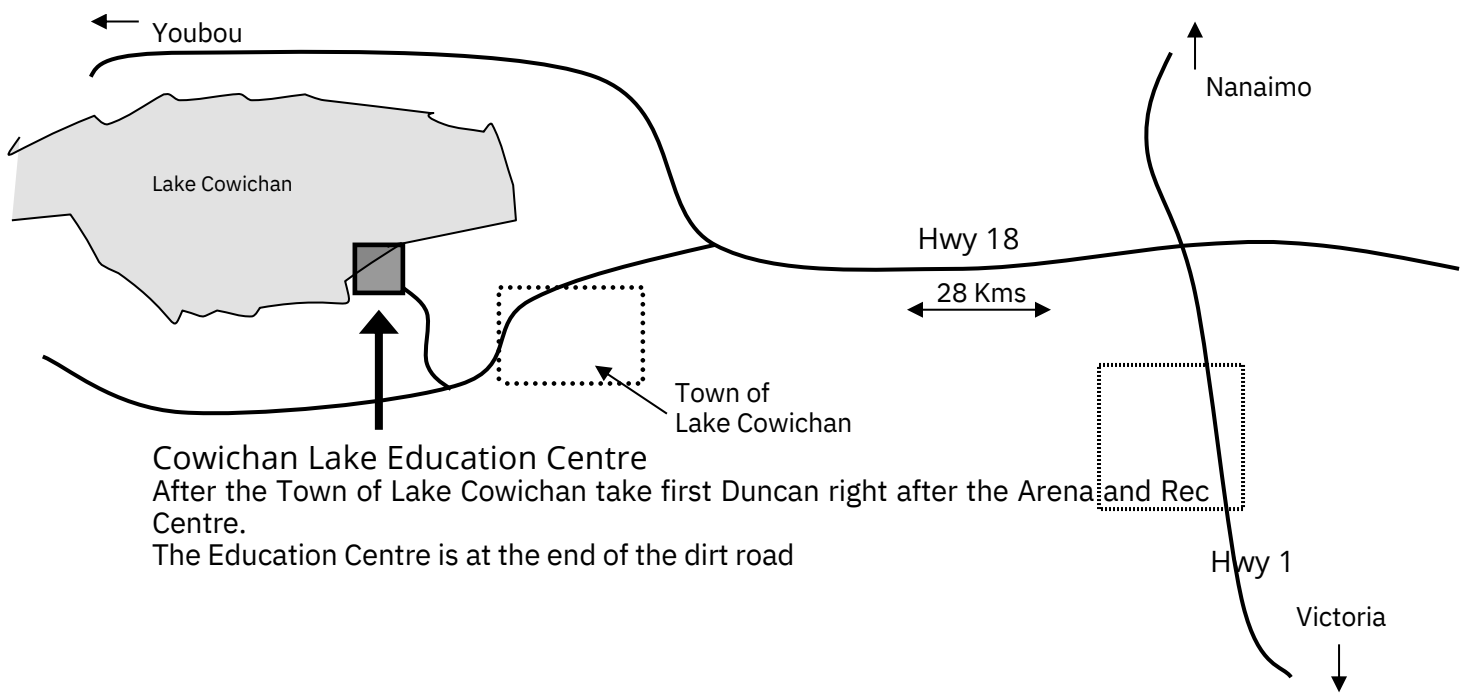 Youbou
Nanaimo
Lake Cowichan
Hwy 18
28 Kms
Town of
Lake Cowichan
Cowichan Lake Education Centre
After the Town of Lake Cowichan take first Duncan right after the Arena and Rec
Centre.
The Education Centre is at the end of the dirt road
Hwy 1
Victoria